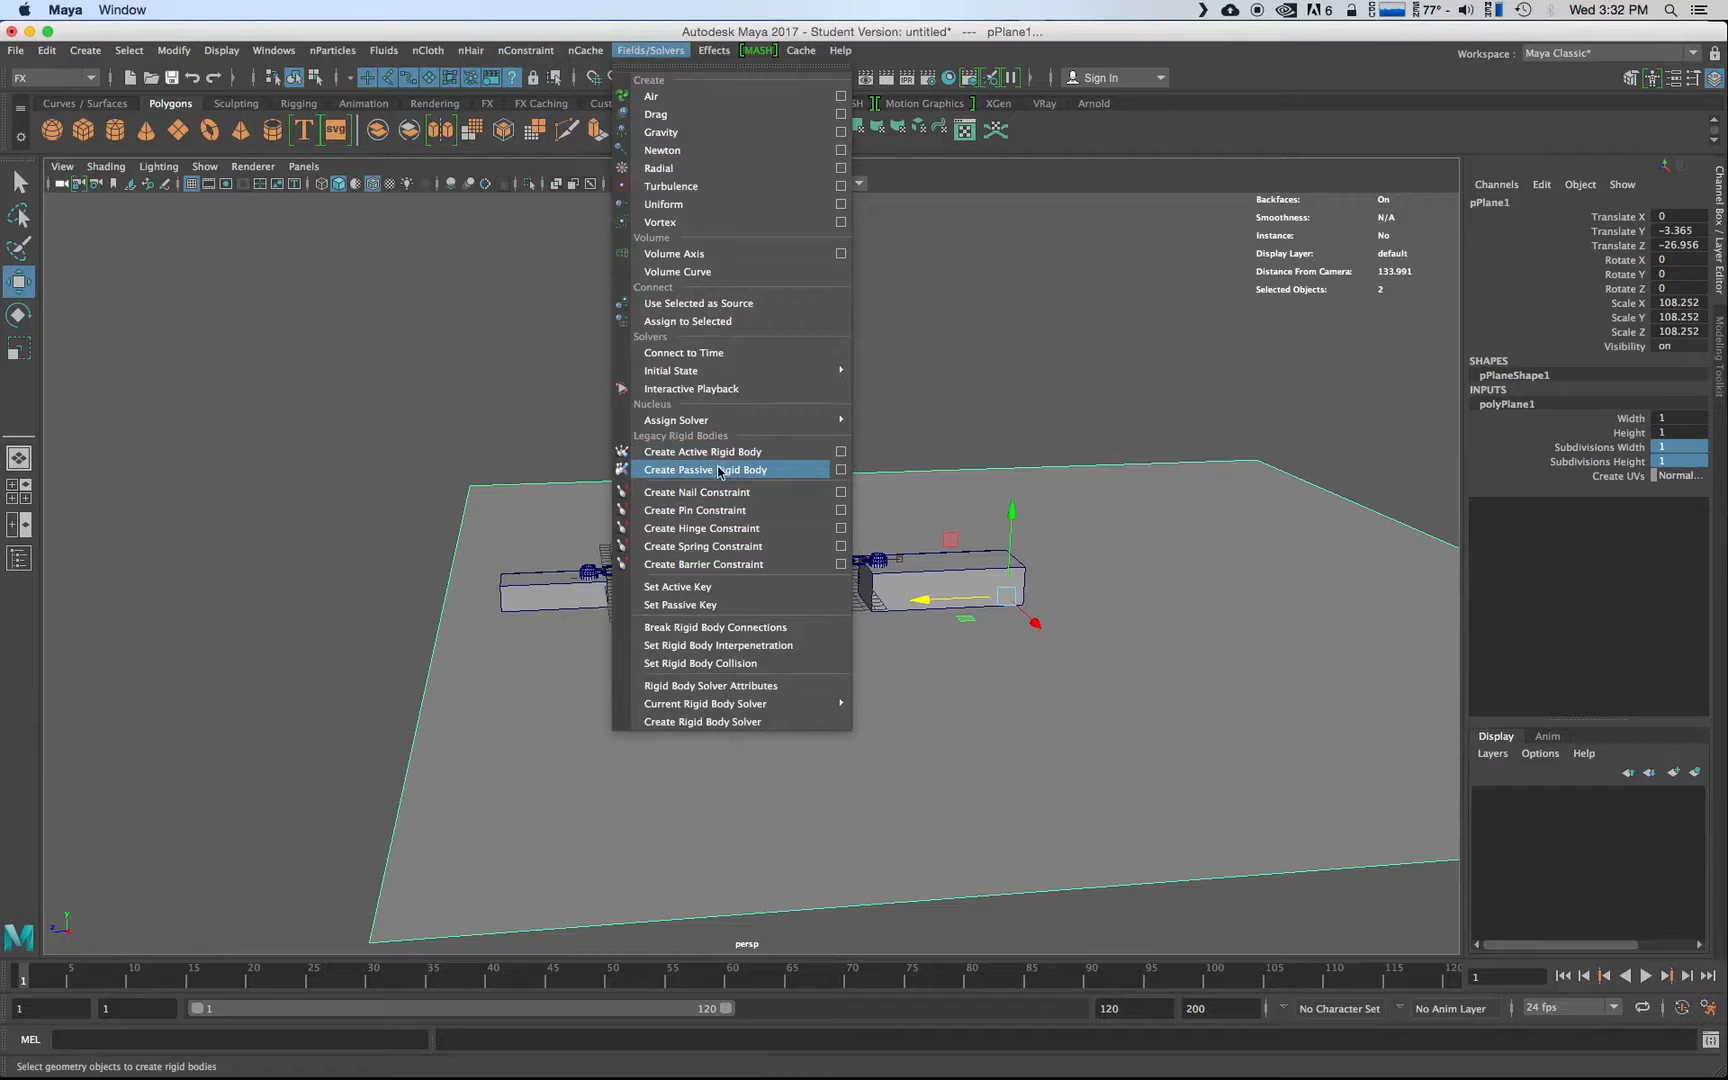 Maya Window
6 77° Wed 3:32 PM
Autodesk Maya 2017 - Student Version: untitled* --- pPlane1...
File Edit Create Select Modify Display Windows nParticles Fluids nCloth nHair nConstraint nCache Fields/Solvers Effects [MASH] Cache Help
Workspace : Maya Classic*
FX
Sign In
Curves / Surfaces Polygons Sculpting Rigging Animation Rendering FX FX Caching Cust
SH Motion Graphics XGen VRay Arnold
T svg
View Shading Lighting Show Renderer Panels
Create
Air
Drag
Gravity
Newton
Radial
Turbulence
Uniform
Vortex
Volume
Volume Axis
Volume Curve
Connect
Use Selected as Source
Assign to Selected
Solvers
Connect to Time
Initial State
Interactive Playback
Nucleus
Assign Solver
Legacy Rigid Bodies
Create Active Rigid Body
Create Passive Rigid Body
Create Nail Constraint
Create Pin Constraint
Create Hinge Constraint
Create Spring Constraint
Create Barrier Constraint
Set Active Key
Set Passive Key
Break Rigid Body Connections
Set Rigid Body Interpenetration
Set Rigid Body Collision
Rigid Body Solver Attributes
Current Rigid Body Solver
Create Rigid Body Solver
Backfaces: On
Smoothness: N/A
Instance: No
Display Layer: default
Distance From Camera: 133.991
Selected Objects: 2
Channels Edit Object Show
pPlane1
Translate X 0
Translate Y -3.365
Translate Z -26.956
Rotate X 0
Rotate Y 0
Rotate Z 0
Scale X 108.252
Scale Y 108.252
Scale Z 108.252
Visibility on
SHAPES
pPlaneShape1
INPUTS
polyPlane1
Width 1
Height 1
Subdivisions Width 1
Subdivisions Height 1
Create UVs Normal...
Channel Box / Layer Editor
Modeling Toolkit
Display Anim
Layers Options Help
persp
1 5 10 15 20 25 30 35 40 45 50 55 60 65 70 75 80 85 90 95 100 105 110 115 120
1
1 1 1 120 120 200 No Character Set No Anim Layer 24 fps
MEL
Select geometry objects to create rigid bodies